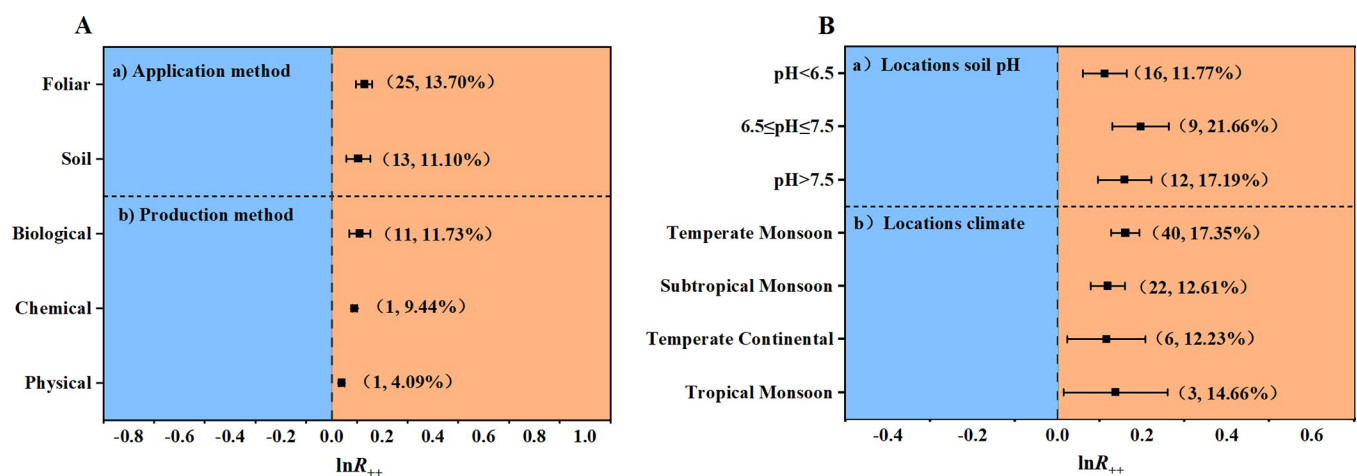 A
a) Application method
Foliar
(25, 13.70%)
Soil
(13, 11.10%)
b) Production method
Biological
(11, 11.73%)
Chemical
(1, 9.44%)
Physical
(1, 4.09%)
-0.8 -0.6 -0.4 -0.2 0.0 0.2 0.4 0.6 0.8 1.0
lnR++
B
a) Locations soil pH
pH<6.5
(16, 11.77%)
6.5≤pH≤7.5
(9, 21.66%)
pH>7.5
(12, 17.19%)
b) Locations climate
Temperate Monsoon
(40, 17.35%)
Subtropical Monsoon
(22, 12.61%)
Temperate Continental
(6, 12.23%)
Tropical Monsoon
(3, 14.66%)
-0.4 -0.2 0.0 0.2 0.4 0.6
lnR++